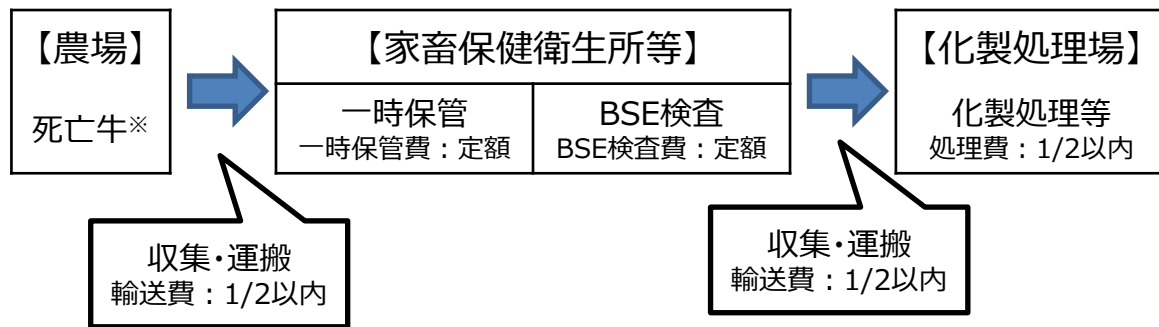 【農場】
死亡牛※
【家畜保健衛生所等】
一時保管
一時保管費：定額
BSE検査
BSE検査費：定額
【化製処理場】
化製処理等
処理費：1/2以内
収集・運搬
輸送費：1/2以内
収集・運搬
輸送費：1/2以内